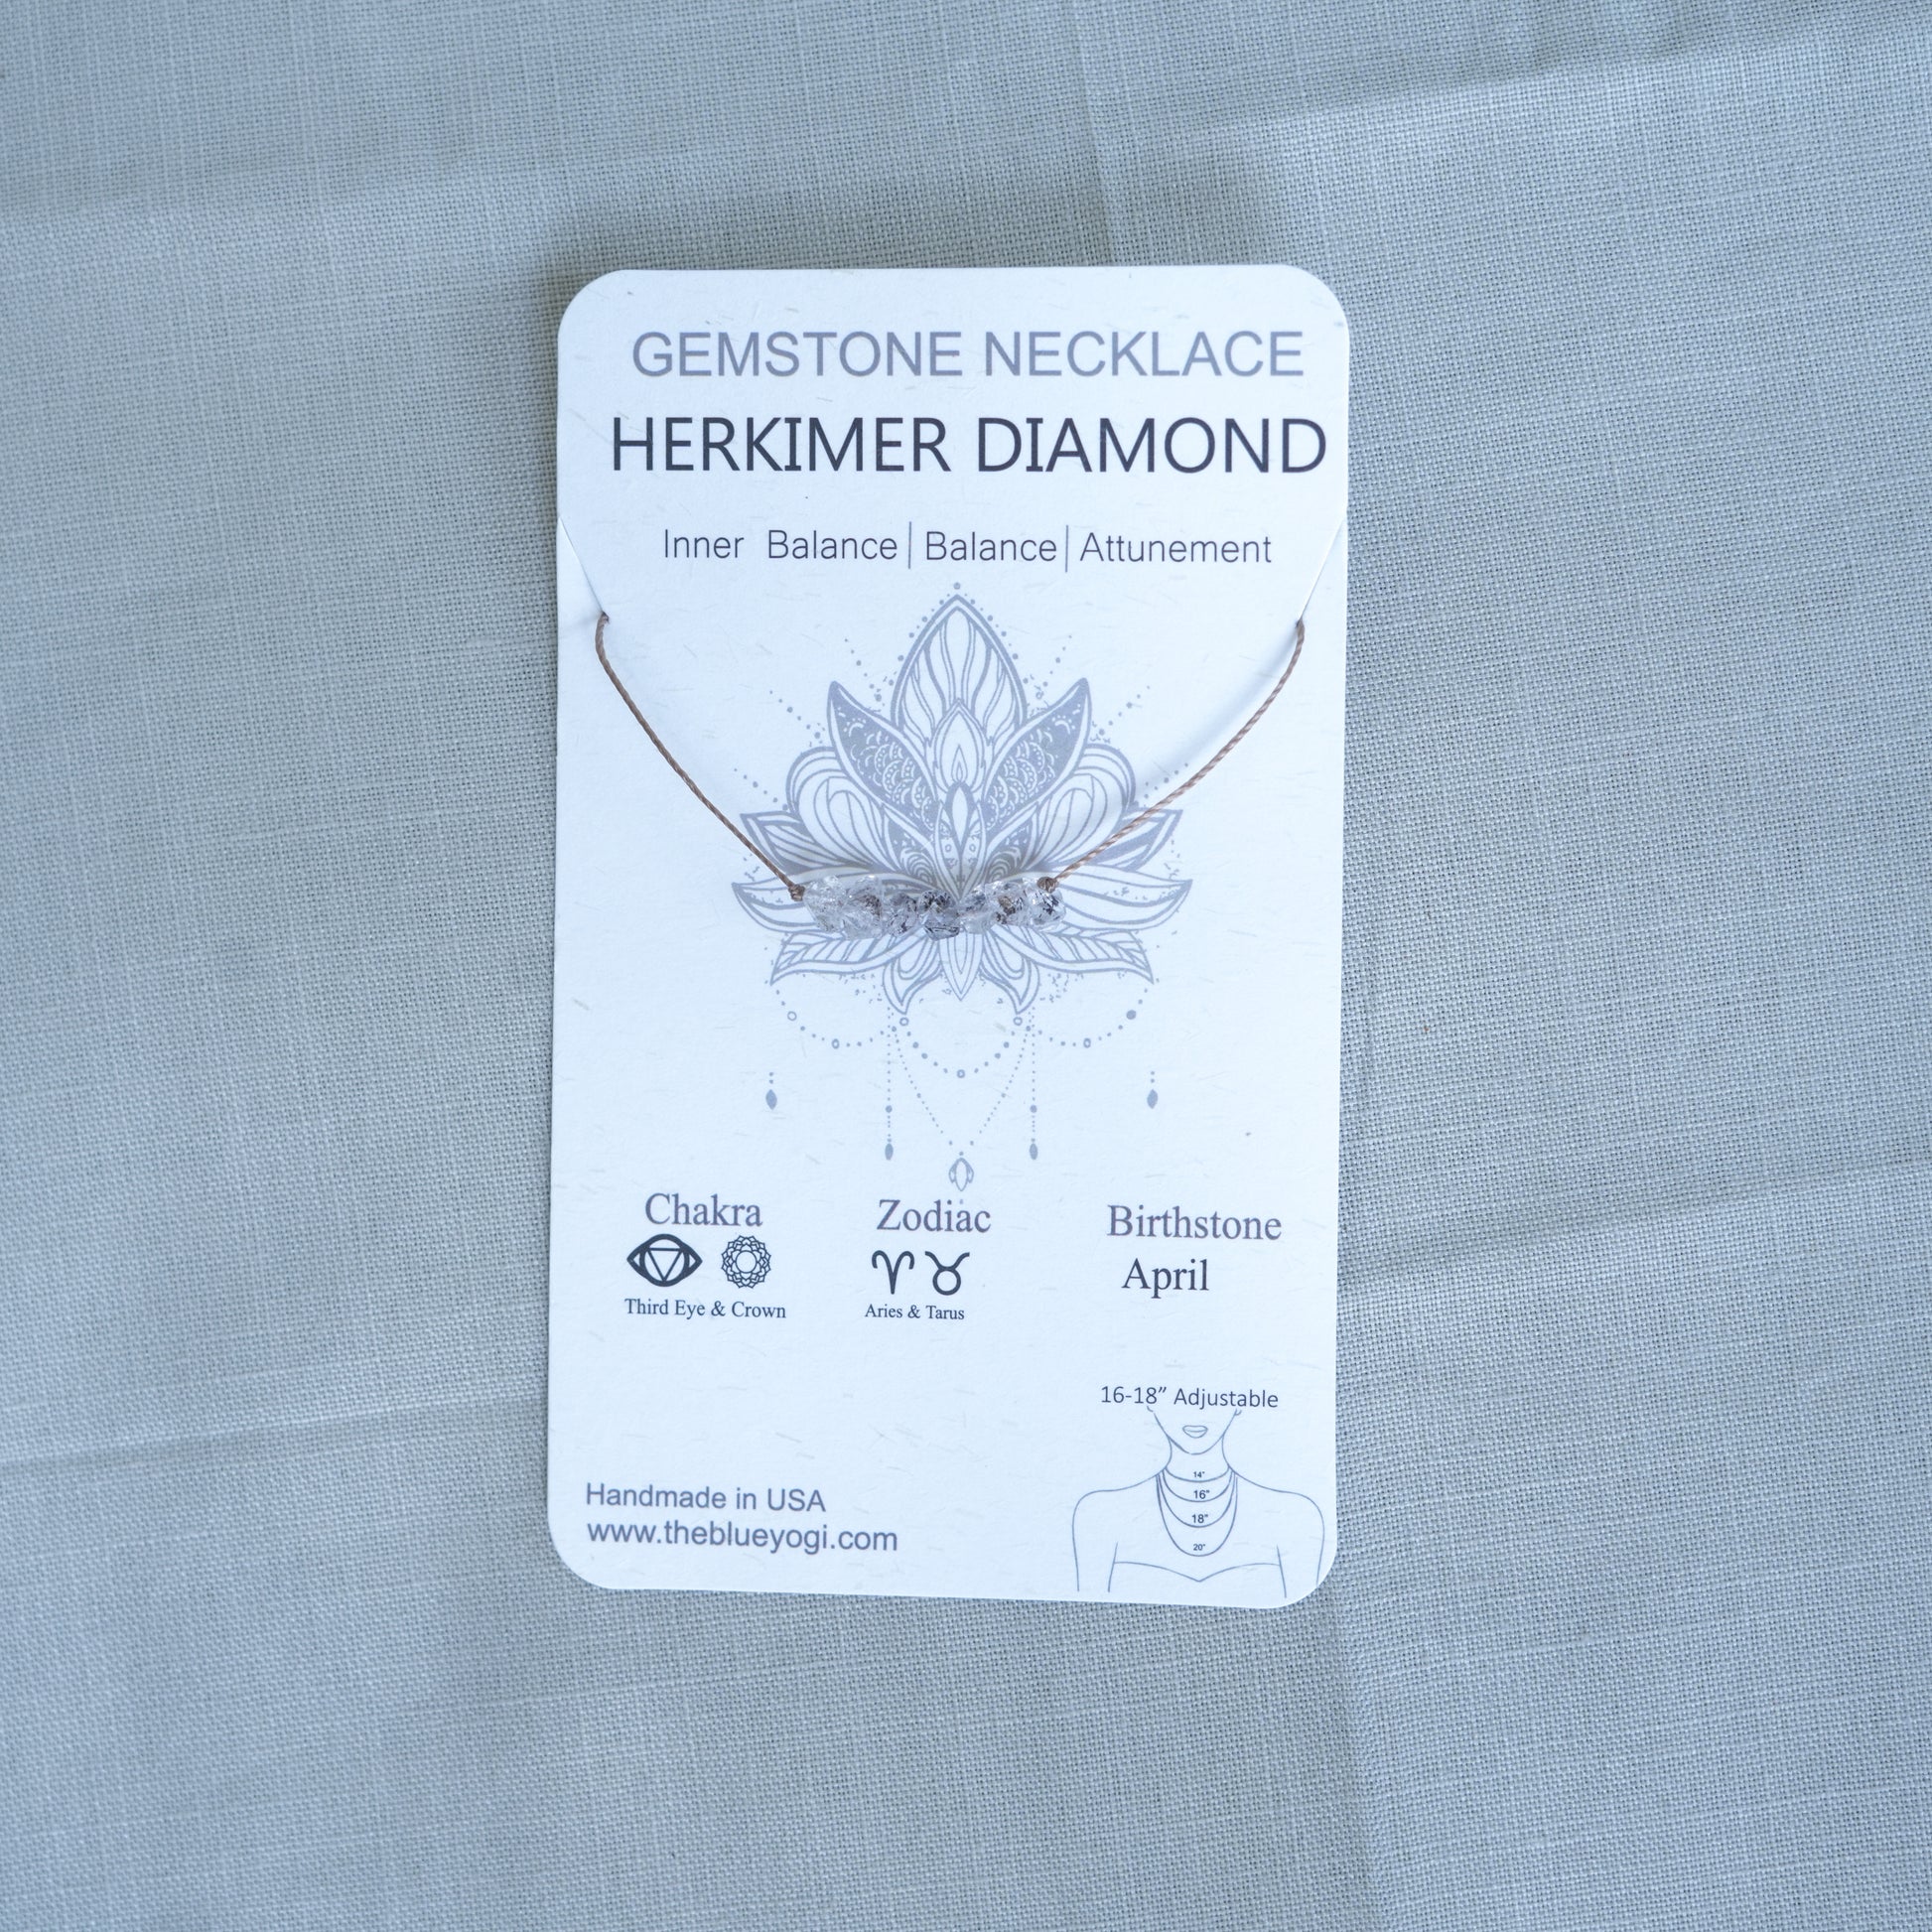 GEMSTONE NECKLACE
HERKIMER DIAMOND
Inner Balance|Balance|Attunement
Chakra
Third Eye & Crown
Zodiac
Aries & Tarus
Birthstone
April
16-18” Adjustable
14"
16"
18"
20"
Handmade in USA
www.theblueyogi.com